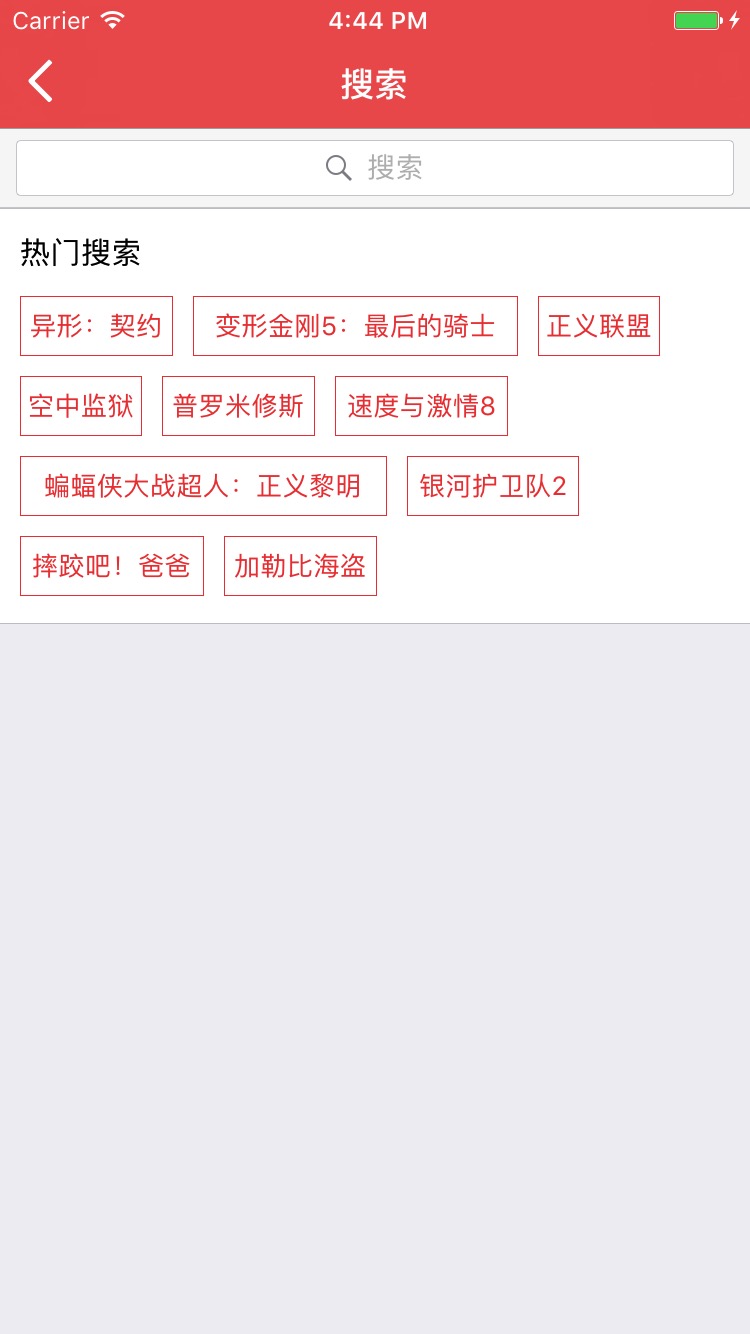 Carrier 4:44 PM
搜索
搜索
热门搜索
异形：契约 变形金刚5：最后的骑士 正义联盟
空中监狱 普罗米修斯 速度与激情8
蝙蝠侠大战超人：正义黎明 银河护卫队2
摔跤吧！爸爸 加勒比海盗